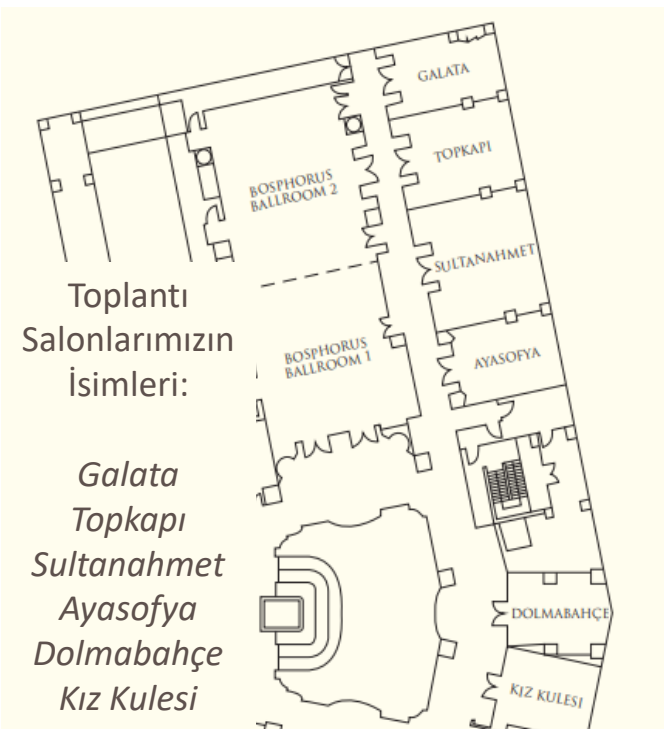 GALATA
TOPKAPI
BOSPHORUS
BALLROOM 2
SULTANAHMET
BOSPHORUS
BALLROOM 1
AYASOFYA
Toplantı
Salonlarımızın
İsimleri:
Galata
Topkapı
Sultanahmet
Ayasofya
Dolmabahçe
Kız Kulesi
DOLMABAHÇE
KIZ KULESI